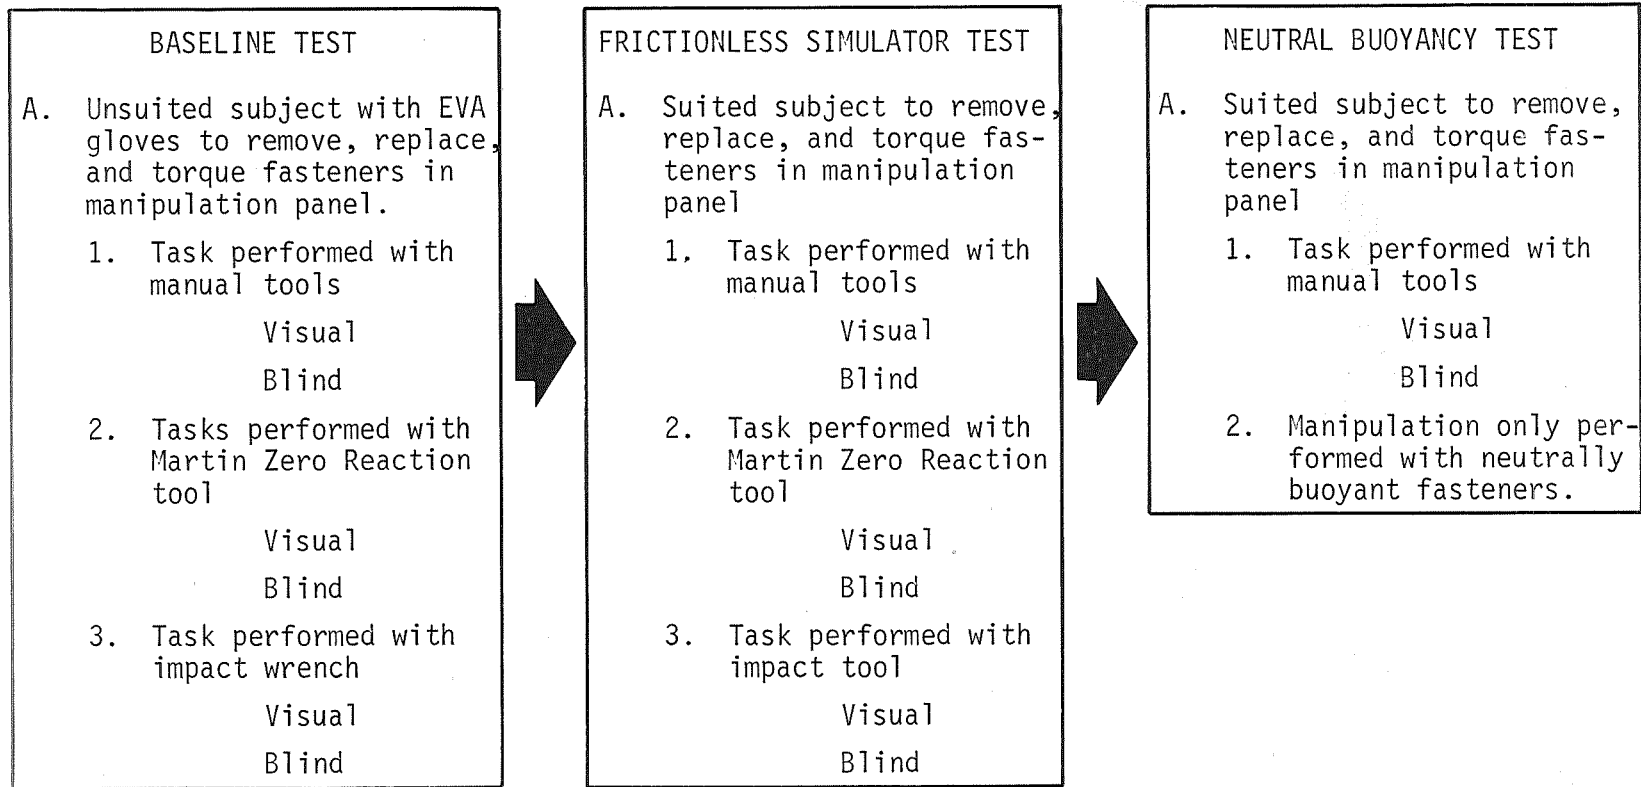 BASELINE TEST
A. Unsuited subject with EVA
gloves to remove, replace,
and torque fasteners in
manipulation panel.
1. Task performed with
manual tools
Visual
Blind
2. Tasks performed with
Martin Zero Reaction
tool
Visual
Blind
3. Task performed with
impact wrench
Visual
Blind
FRICTIONLESS SIMULATOR TEST
A. Suited subject to remove,
replace, and torque fas-
teners in manipulation
panel
1. Task performed with
manual tools
Visual
Blind
2. Task performed with
Martin Zero Reaction
tool
Visual
Blind
3. Task performed with
impact tool
Visual
Blind
NEUTRAL BUOYANCY TEST
A. Suited subject to remove,
replace, and torque fas-
teners in manipulation
panel
1. Task performed with
manual tools
Visual
Blind
2. Manipulation only per-
formed with neutrally
buoyant fasteners.